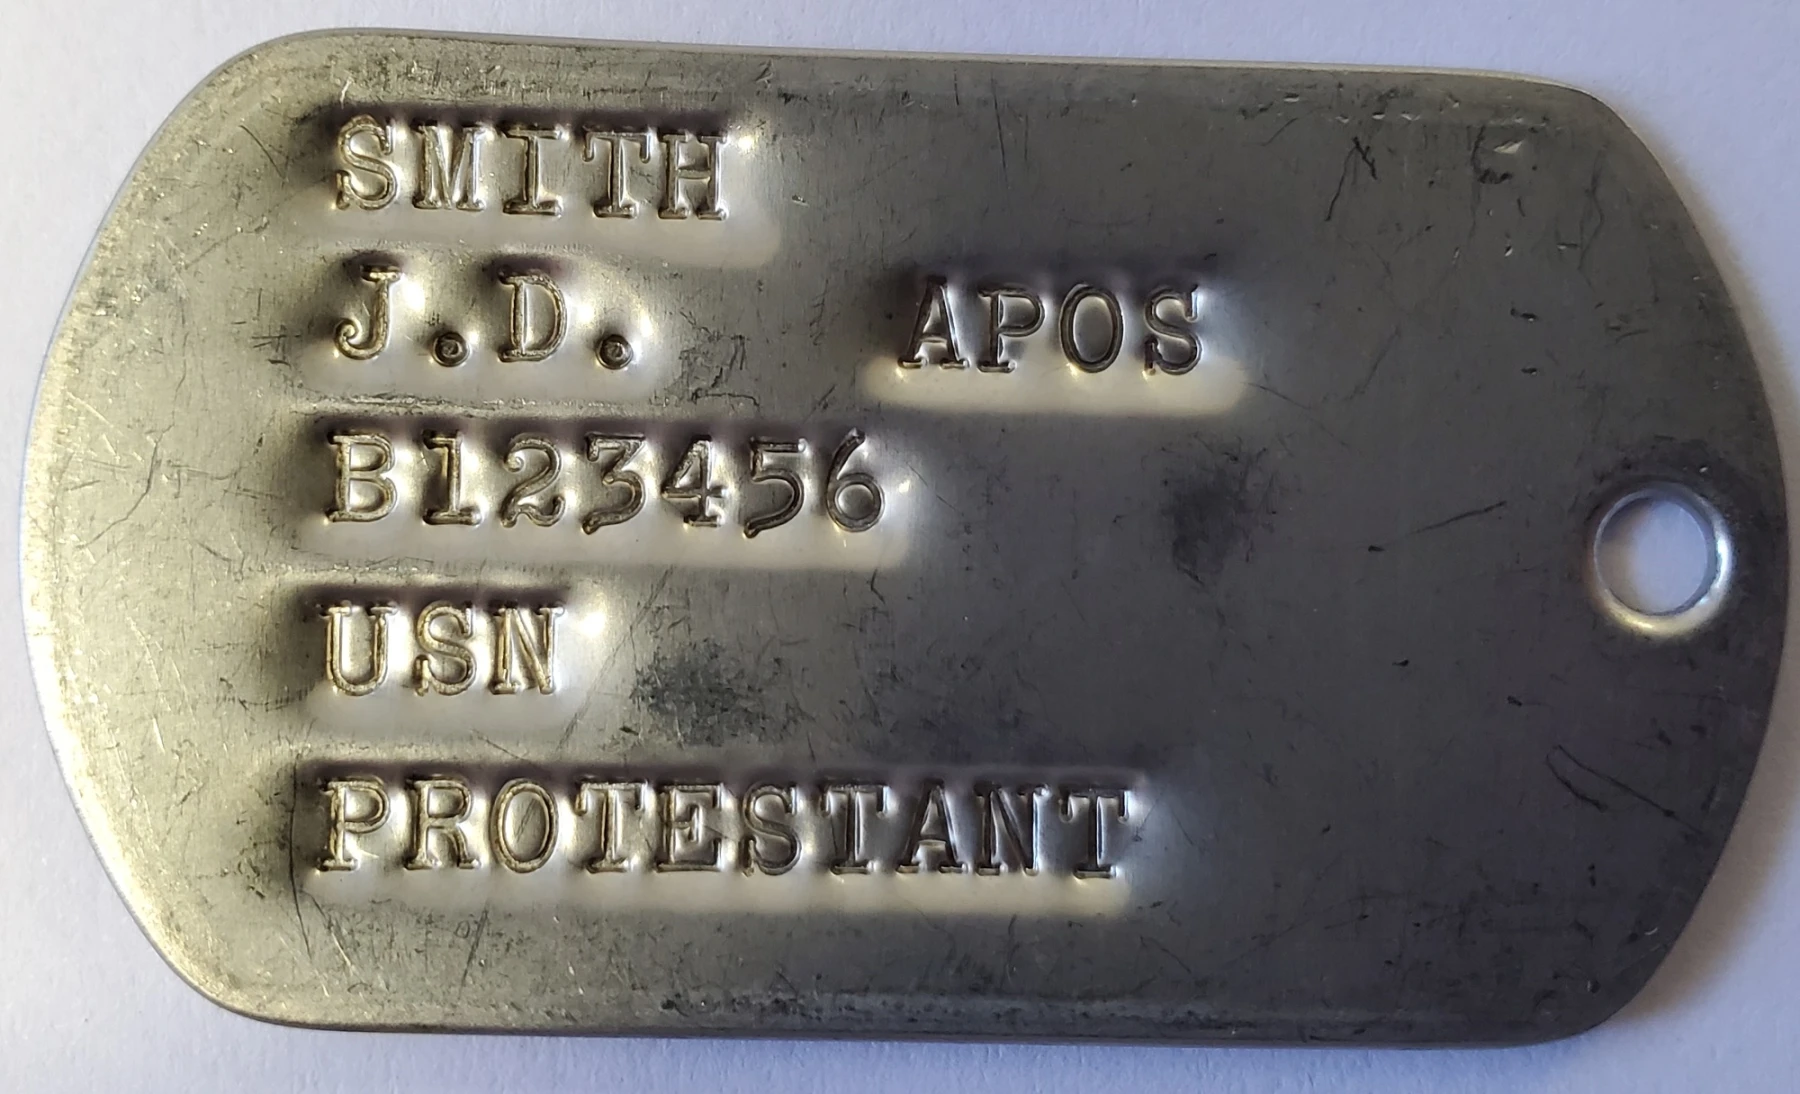 SMITH
J.D. APOS
B123456
USN
PROTESTANT